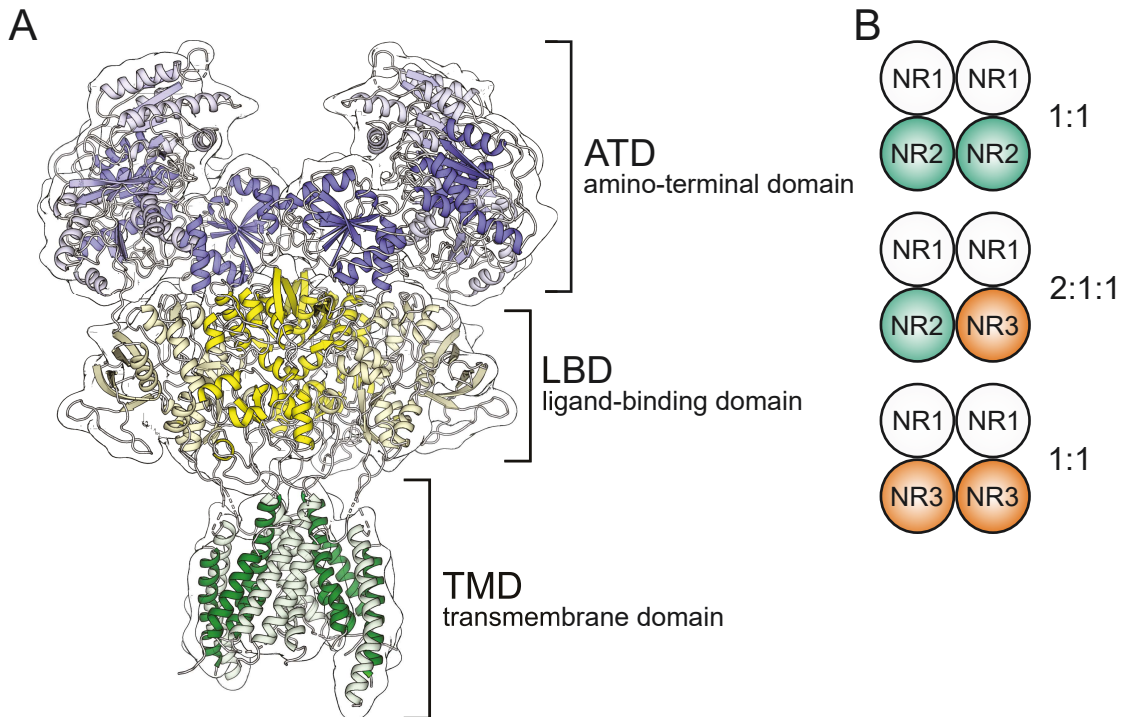 A
ATD
amino-terminal domain
LBD
ligand-binding domain
TMD
transmembrane domain
B
NR1 NR1
NR2 NR2
1:1
NR1 NR1
NR2 NR3
2:1:1
NR1 NR1
NR3 NR3
1:1